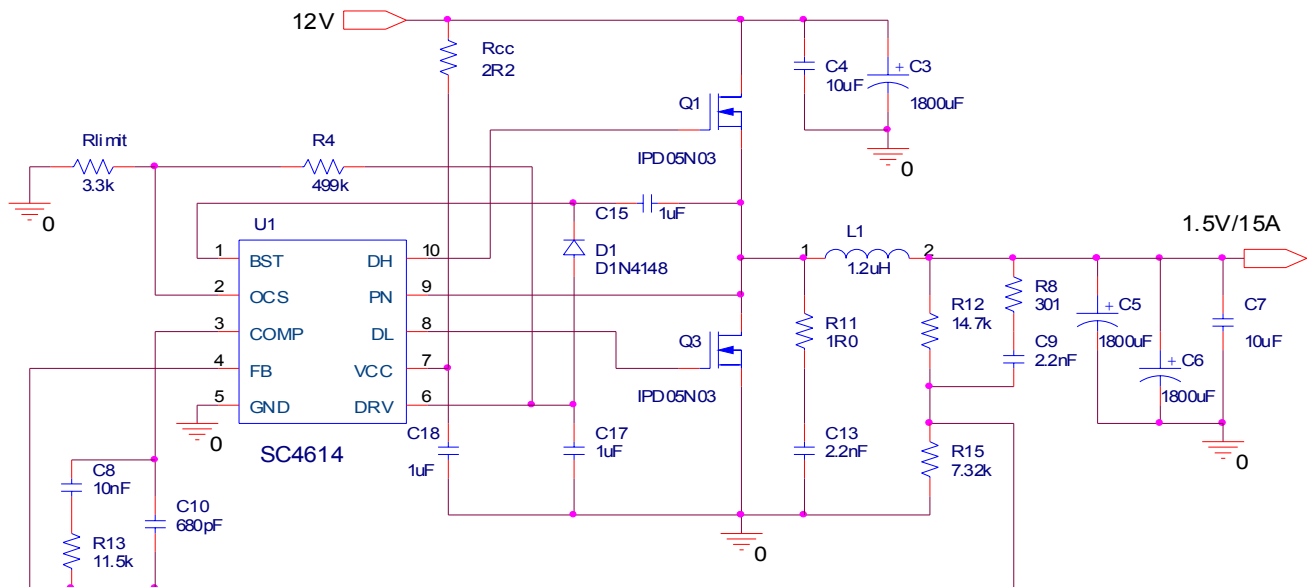 12V
Rcc
2R2
C4
10uF
+ C3
1800uF
Q1
IPD05N03
Rlimit
3.3k
R4
499k
0
0
C15
1uF
1.5V/15A
U1
D1
D1N4148
L1
1
2
1.2uH
1
BST
DH
10
2
OCS
PN
9
3
COMP
DL
8
4
FB
VCC
7
5
GND
DRV
6
SC4614
0
Q3
IPD05N03
R11
1R0
R12
14.7k
R8
301
C9
2.2nF
+ C5
1800uF
+ C6
1800uF
C7
10uF
0
C18
1uF
C17
1uF
C13
2.2nF
R15
7.32k
C8
10nF
C10
680pF
R13
11.5k
0